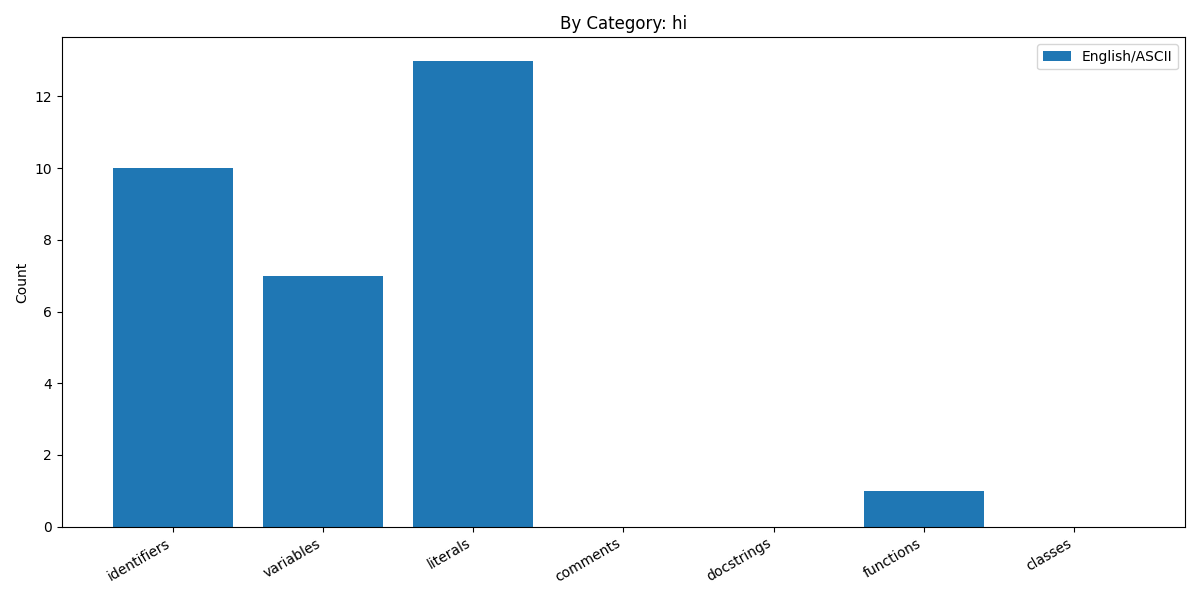 By Category: hi
English/ASCII
Count
12
10
8
6
4
2
0
identifiers
variables
literals
comments
docstrings
functions
classes